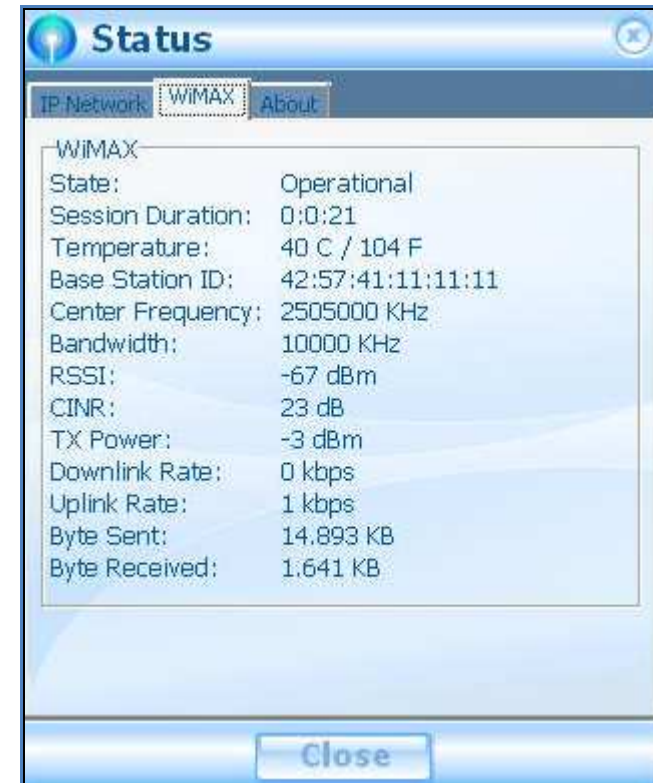 Status
IP Network WiMAX About
WiMAX
State: Operational
Session Duration: 0:0:21
Temperature: 40 C / 104 F
Base Station ID: 42:57:41:11:11:11
Center Frequency: 2505000 KHz
Bandwidth: 10000 KHz
RSSI: -67 dBm
CINR: 23 dB
TX Power: -3 dBm
Downlink Rate: 0 kbps
Uplink Rate: 1 kbps
Byte Sent: 14.893 KB
Byte Received: 1.641 KB
Close